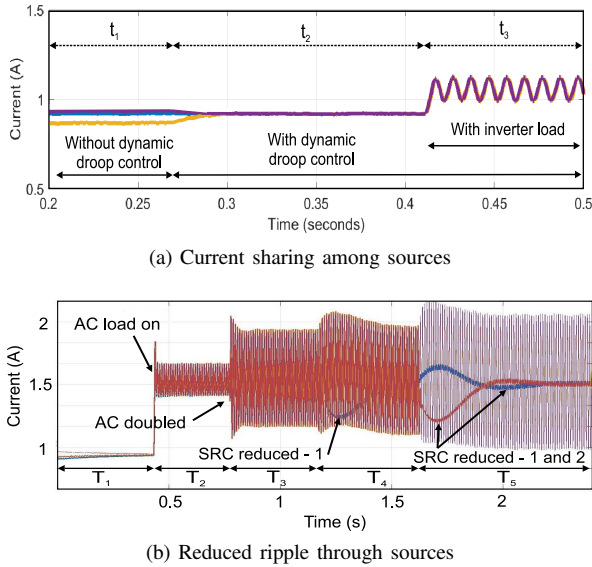 1.5
t1
t2
t3
Current (A)
1
Without dynamic
droop control
With dynamic
droop control
With inverter load
0.5
0.2
0.25
0.3
0.35
0.4
0.45
0.5
Time (seconds)
(a) Current sharing among sources
2
AC load on
Current (A)
1.5
AC doubled
SRC reduced - 1
SRC reduced - 1 and 2
1
T1
T2
T3
T4
T5
0.5
1
1.5
2
Time (s)
(b) Reduced ripple through sources